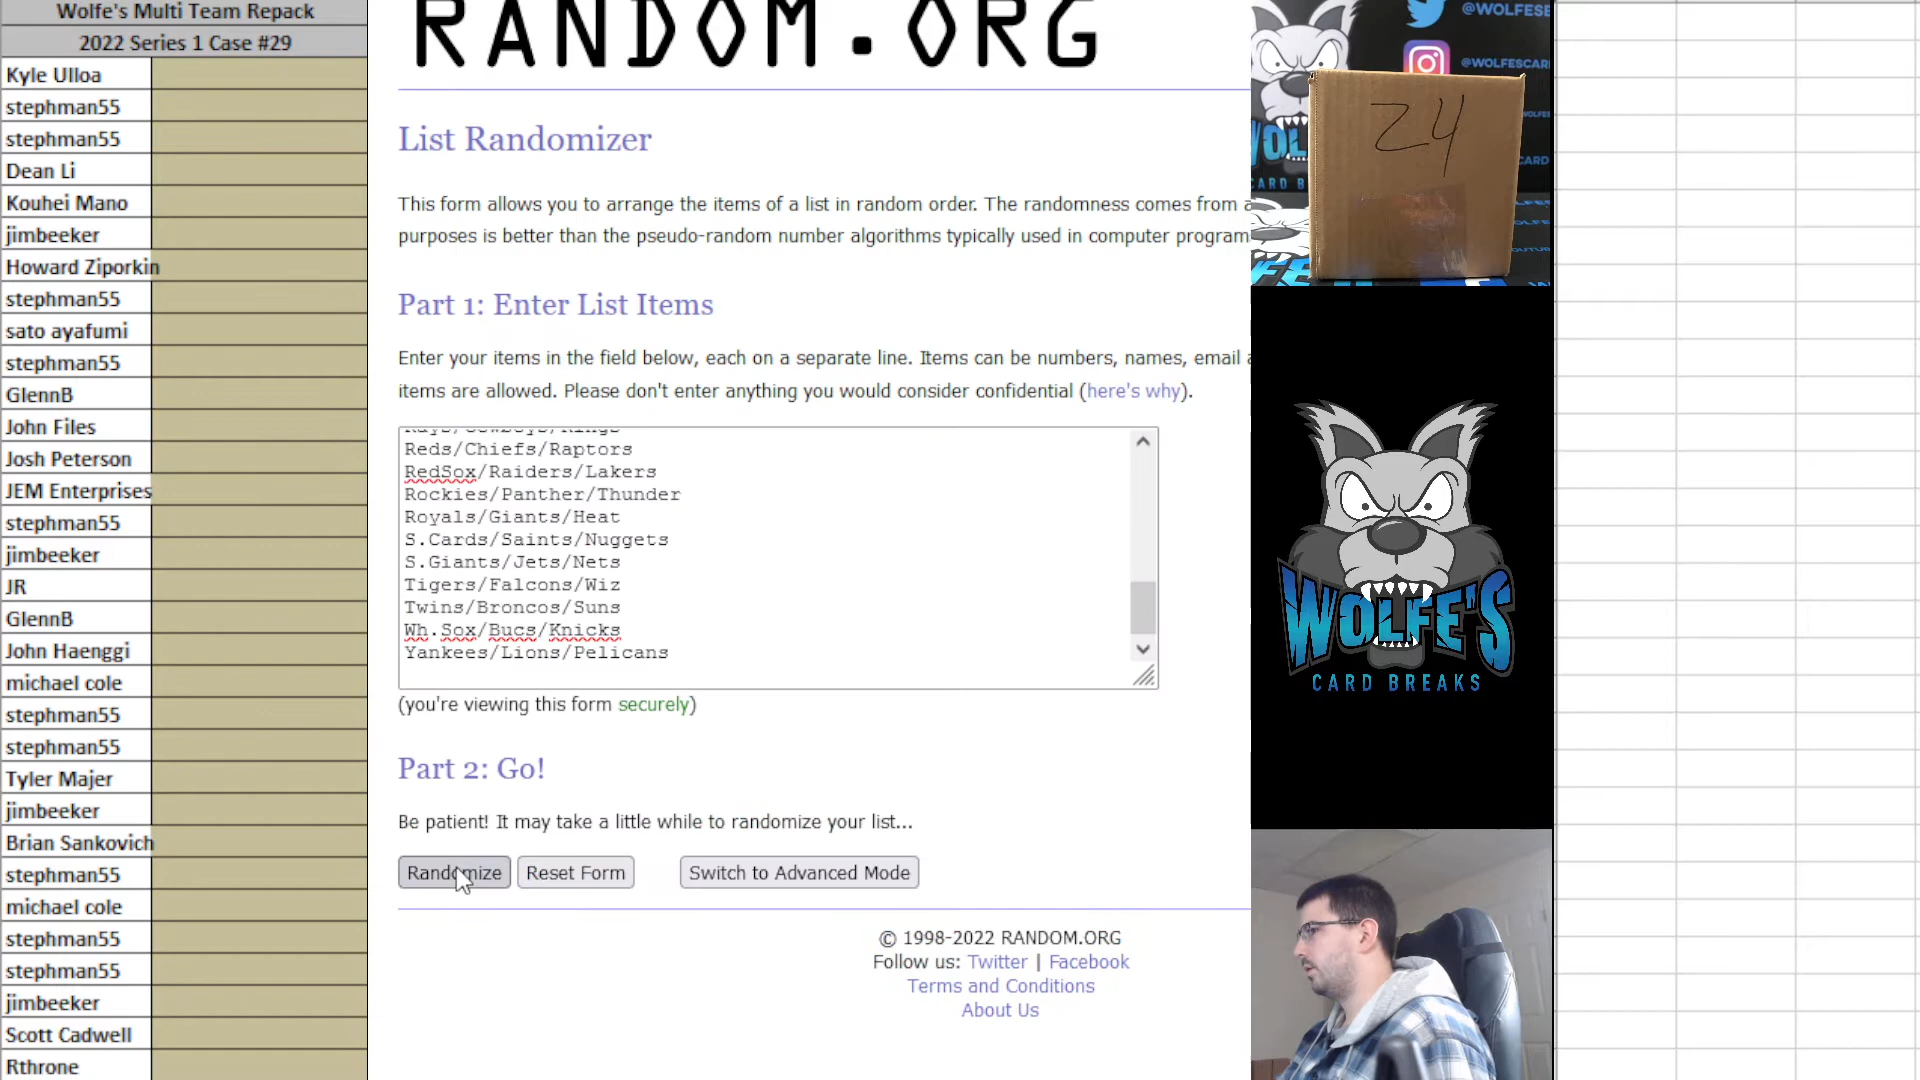 Wolfe's Multi Team Repack
2022 Series 1 Case #29
Kyle Ulloa
stephman55
stephman55
Dean Li
Kouhei Mano
jimbeeker
Howard Ziporkin
stephman55
sato ayafumi
stephman55
GlennB
John Files
Josh Peterson
JEM Enterprises
stephman55
jimbeeker
JR
GlennB
John Haenggi
michael cole
stephman55
stephman55
Tyler Majer
jimbeeker
Brian Sankovich
stephman55
michael cole
stephman55
stephman55
jimbeeker
Scott Cadwell
Rthrone
RANDOM.ORG
List Randomizer
This form allows you to arrange the items of a list in random order. The randomness comes from a
purposes is better than the pseudo-random number algorithms typically used in computer program
Part 1: Enter List Items
Enter your items in the field below, each on a separate line. Items can be numbers, names, email a
items are allowed. Please don't enter anything you would consider confidential (here's why).
Rays/Cowboys/Kings
Reds/Chiefs/Raptors
RedSox/Raiders/Lakers
Rockies/Panther/Thunder
Royals/Giants/Heat
S.Cards/Saints/Nuggets
S.Giants/Jets/Nets
Tigers/Falcons/Wiz
Twins/Broncos/Suns
Wh.Sox/Bucs/Knicks
Yankees/Lions/Pelicans
(you're viewing this form securely)
Part 2: Go!
Be patient! It may take a little while to randomize your list...
Randomize Reset Form Switch to Advanced Mode
© 1998-2022 RANDOM.ORG
Follow us: Twitter | Facebook
Terms and Conditions
About Us
@WOLFESC
@WOLFESCAR
24
WOLFE'S
CARD BREAKS